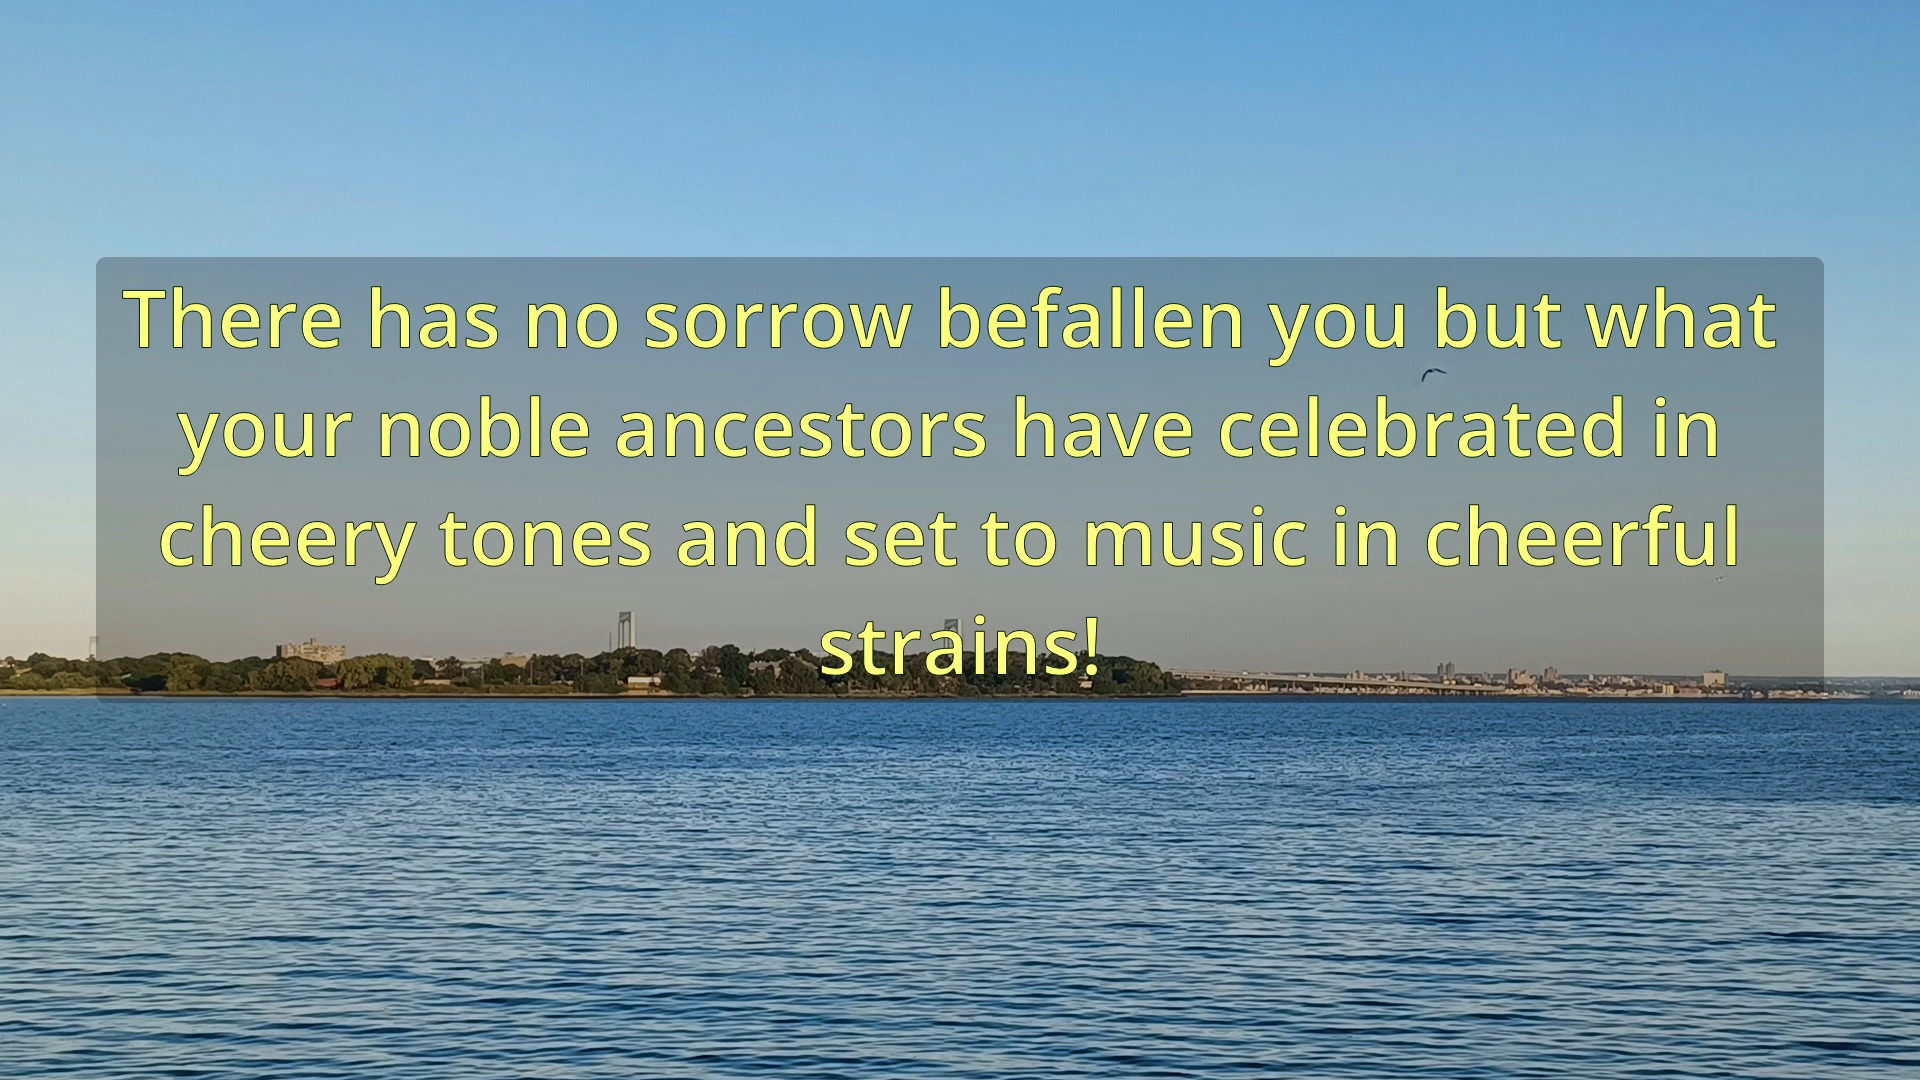 There has no sorrow befallen you but what
your noble ancestors have celebrated in
cheery tones and set to music in cheerful
strains!